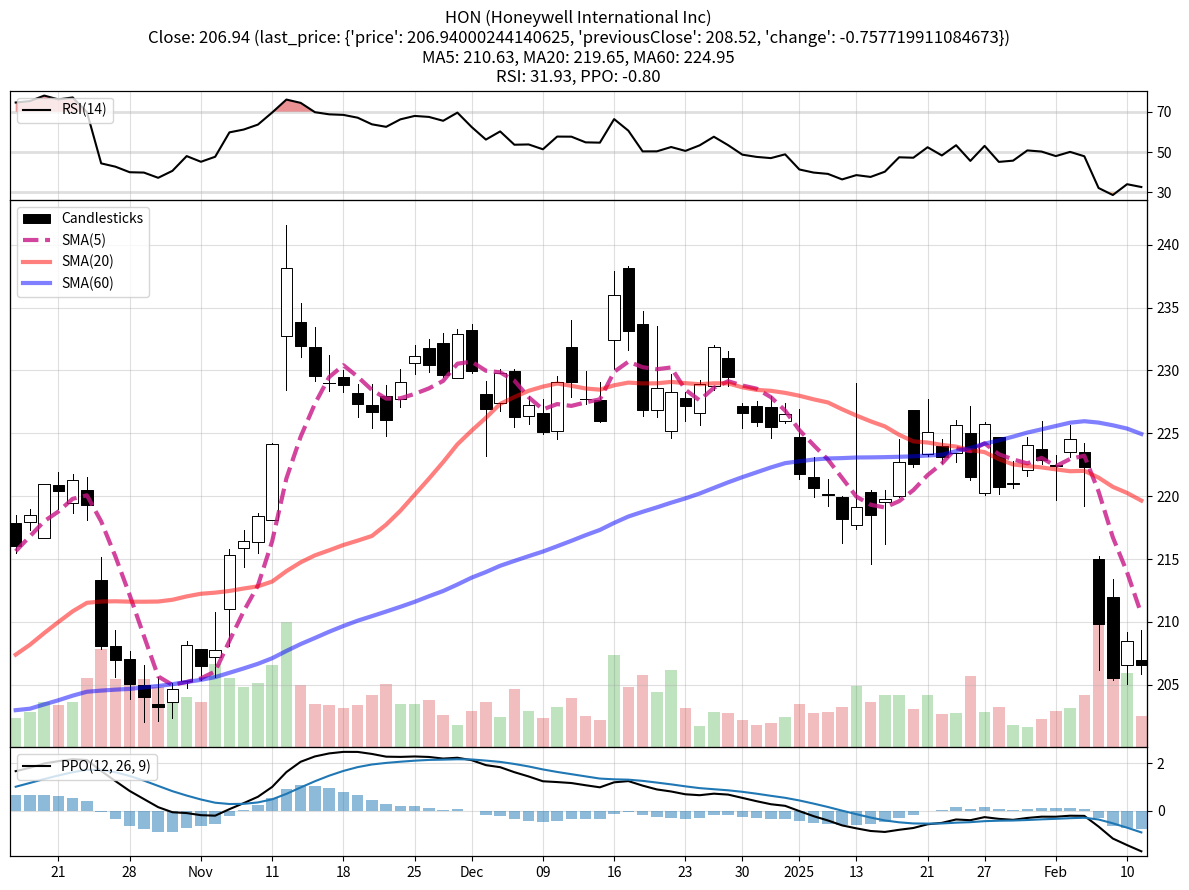 HON (Honeywell International Inc)
Close: 206.94 (last_price: {'price': 206.94000244140625, 'previousClose': 208.52, 'change': -0.757719911084673})
MA5: 210.63, MA20: 219.65, MA60: 224.95
RSI: 31.93, PPO: -0.80
RSI(14)
70
50
30
Candlesticks
SMA(5)
SMA(20)
SMA(60)
240
235
230
225
220
215
210
205
PPO(12, 26, 9)
2
0
21 28 Nov 11 18 25 Dec 09 16 23 30 2025 13 21 27 Feb 10